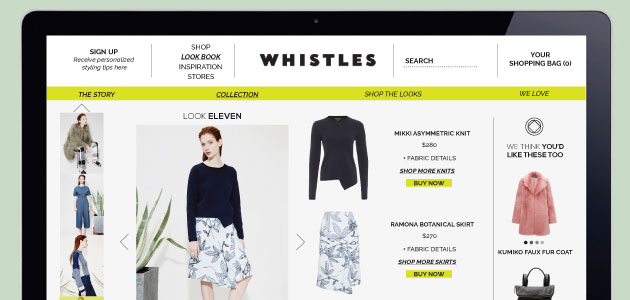 SIGN UP
Receive personalized
styling tips here
SHOP
LOOK BOOK
INSPIRATION
STORES
WHISTLES
SEARCH
YOUR
SHOPPING BAG (0)
THE STORY
COLLECTION
SHOP THE LOOKS
WE LOVE
LOOK ELEVEN
MIKKI ASYMMETRIC KNIT
$280
+ FABRIC DETAILS
SHOP MORE KNITS
BUY NOW
RAMONA BOTANICAL SKIRT
$270
+ FABRIC DETAILS
SHOP MORE SKIRTS
BUY NOW
WE THINK YOU'D
LIKE THESE TOO
KUMIKO FAUX FUR COAT